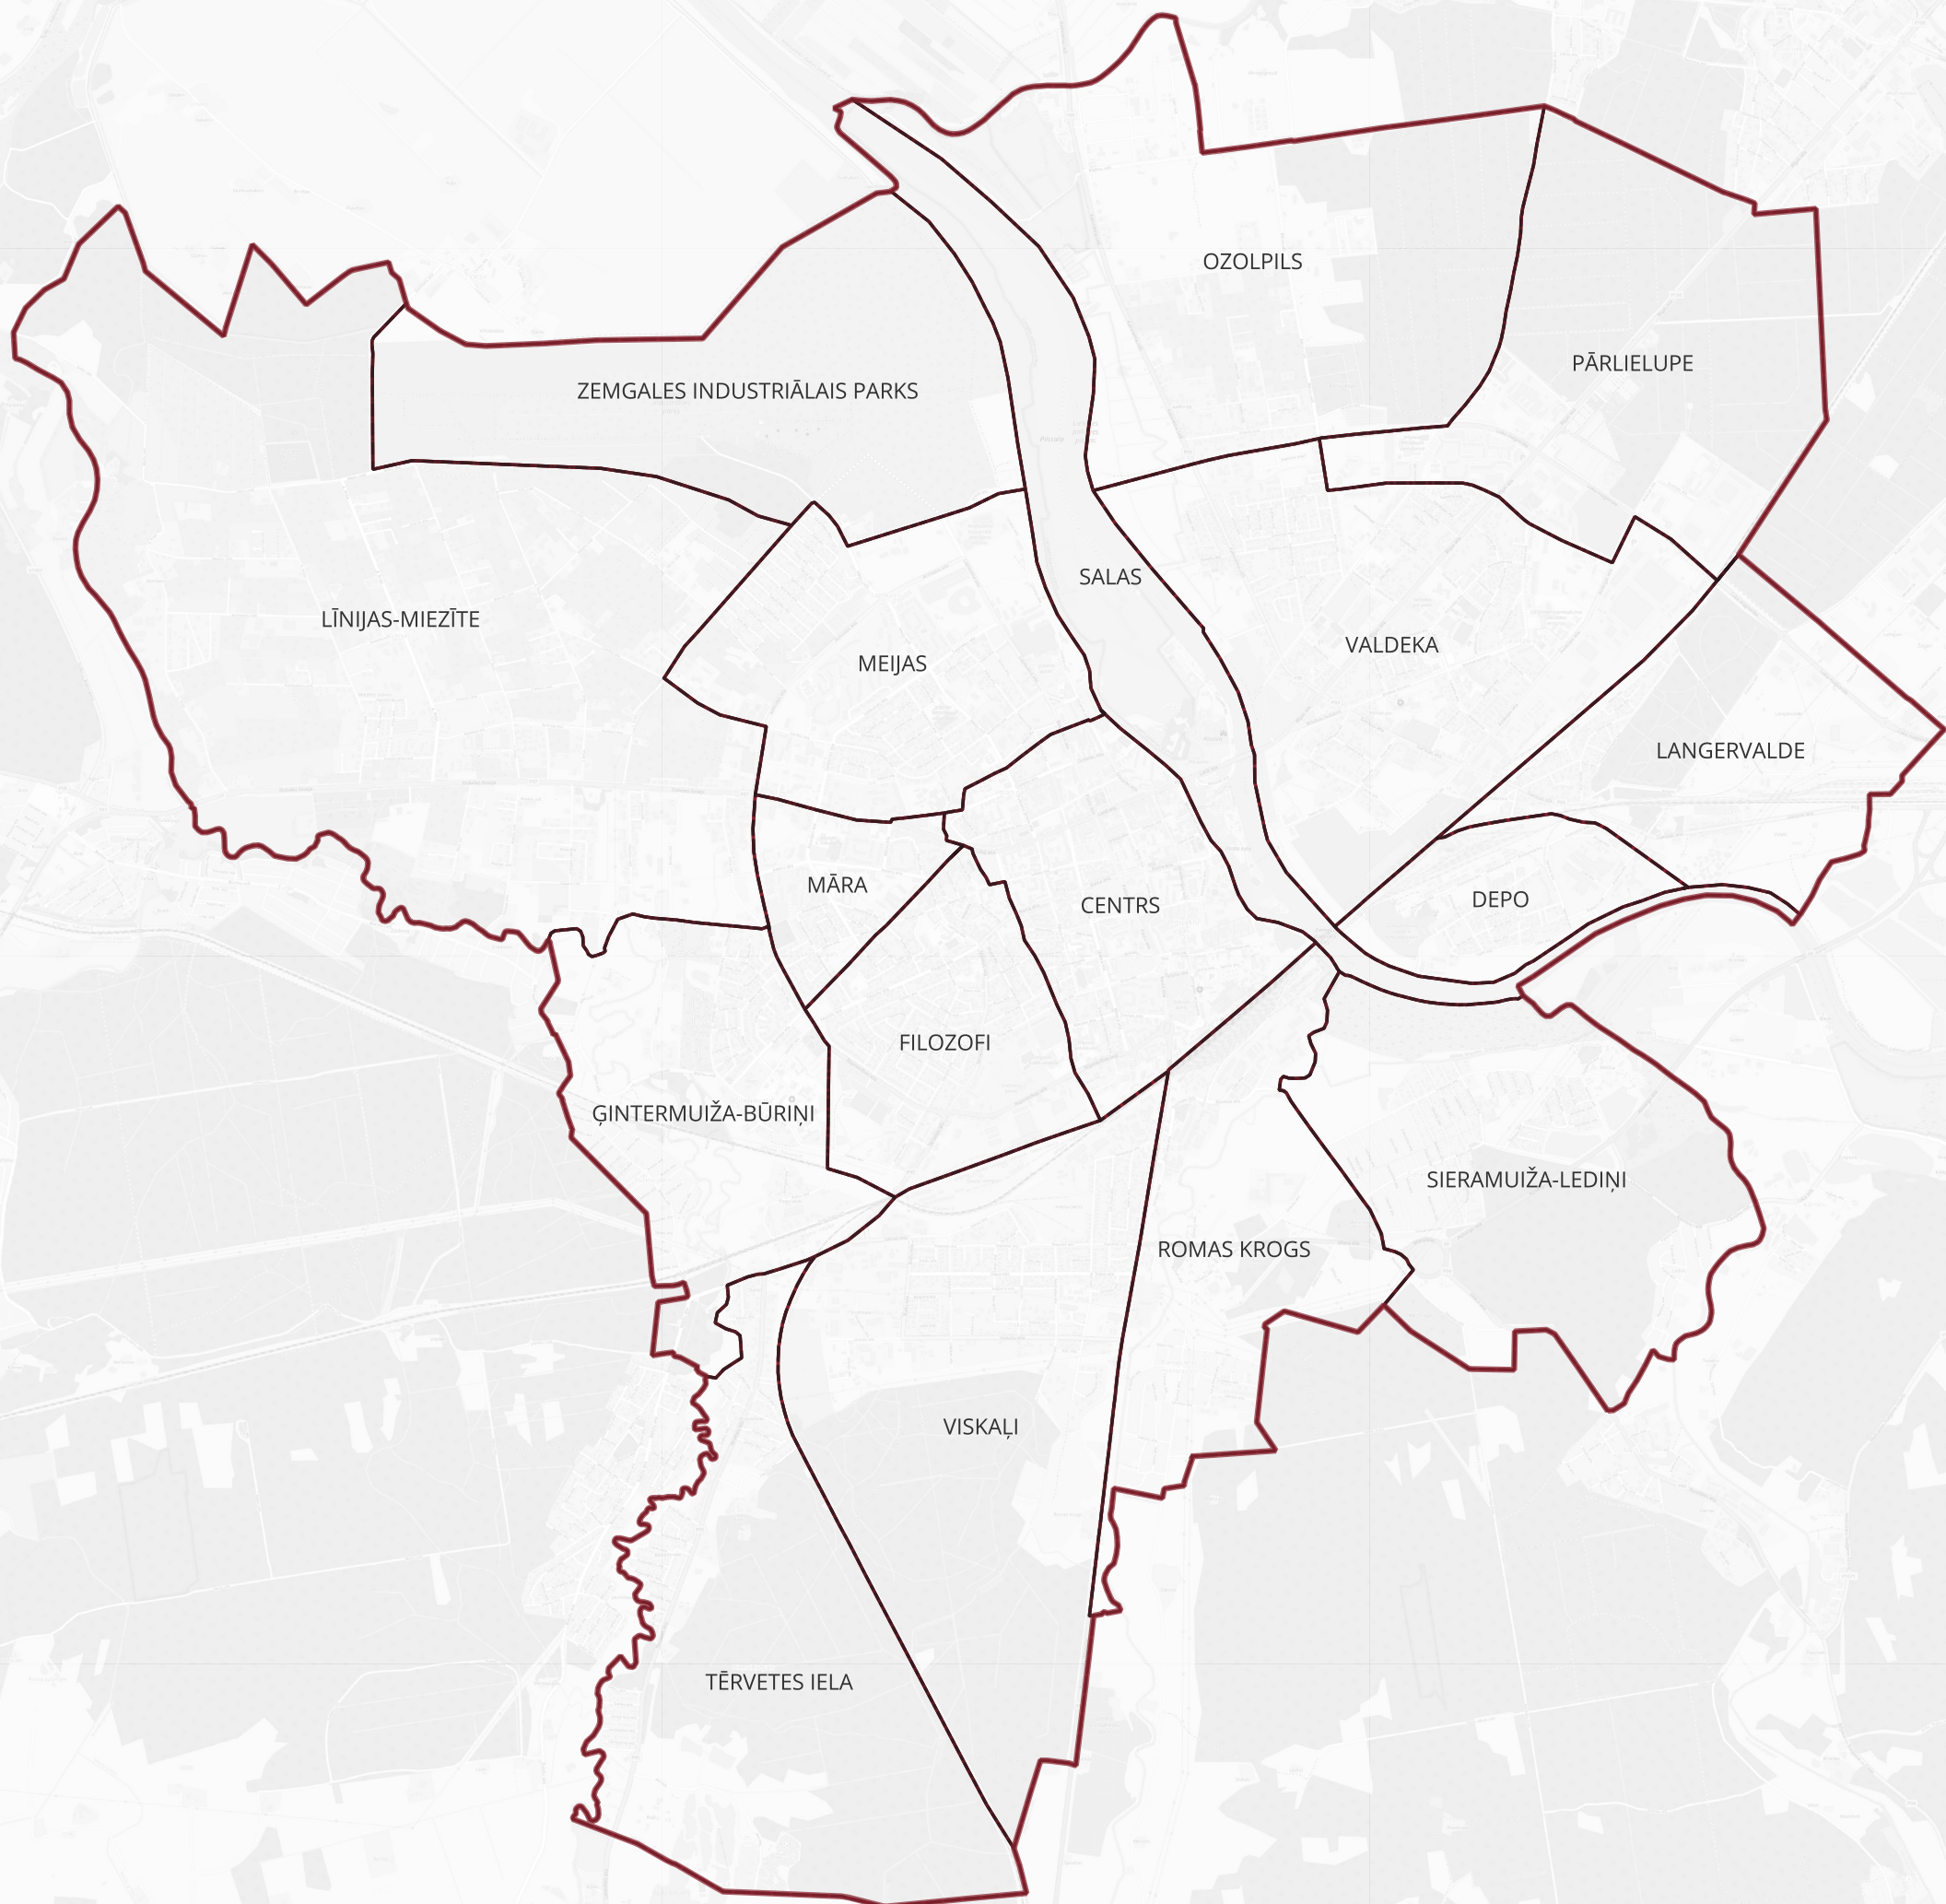 OZOLPILS
PĀRLIELUPE
ZEMGALES INDUSTRIĀLAIS PARKS
SALAS
LĪNIJAS-MIEZĪTE
VALDEKA
MEIJAS
LANGERVALDE
MĀRA
DEPO
CENTRS
FILOZOFI
ĢINTERMUIŽA-BŪRIŅI
SIERAMUIŽA-LEDIŅI
ROMAS KROGS
VISKAĻI
TĒRVETES IELA